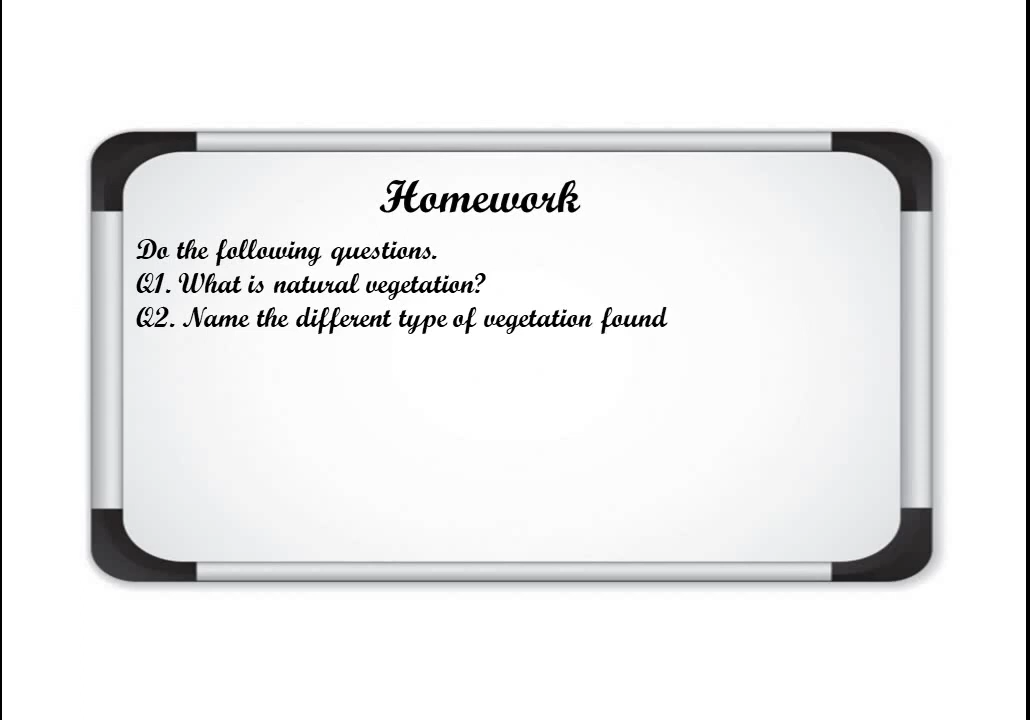 Homework
Do the following questions.
Q1. What is natural vegetation?
Q2. Name the different type of vegetation found